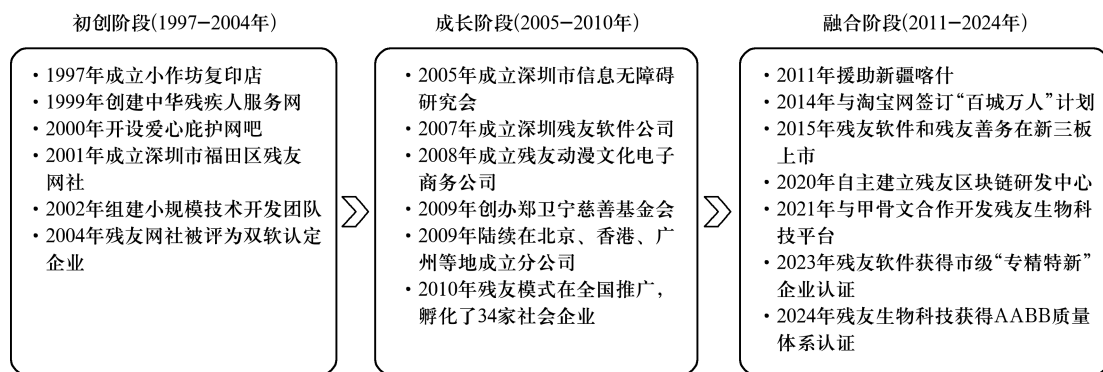 初创阶段(1997-2004年)
·1997年成立小作坊复印店
·1999年创建中华残疾人服务网
·2000年开设爱心庇护网吧
·2001年成立深圳市福田区残友
网社
·2002年组建小规模技术开发团队
·2004年残友网社被评为双软认定
企业
成长阶段(2005-2010年)
·2005年成立深圳市信息无障碍
研究会
·2007年成立深圳残友软件公司
·2008年成立残友动漫文化电子
商务公司
·2009年创办郑卫宁慈善基金会
·2009年陆续在北京、香港、广
州等地成立分公司
·2010年残友模式在全国推广,
孵化了34家社会企业
融合阶段(2011-2024年)
·2011年援助新疆喀什
·2014年与淘宝网签订“百城万人”计划
·2015年残友软件和残友善务在新三板
上市
·2020年自主建立残友区块链研发中心
·2021年与甲骨文合作开发残友生物科
技平台
·2023年残友软件获得市级“专精特新”
企业认证
·2024年残友生物科技获得AABB质量
体系认证